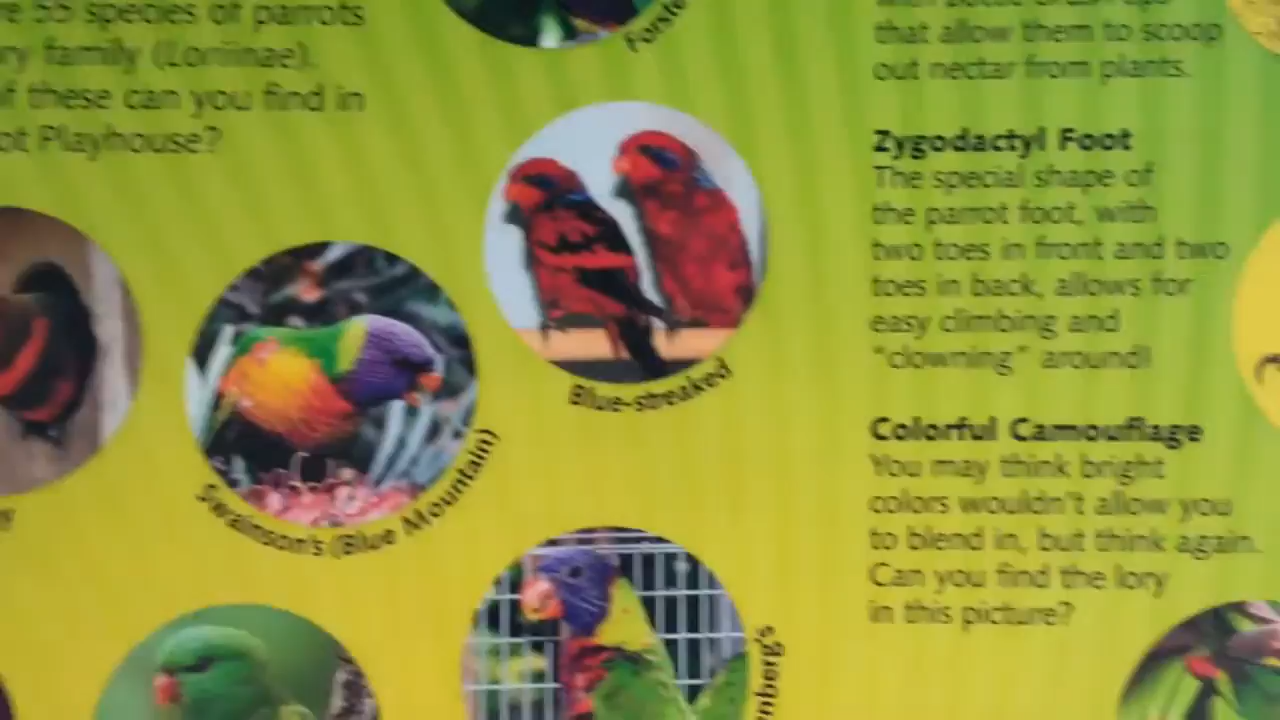 55 species of parrots
family (Loriinae).
of these can you find in
Playhouse?
Blue-streaked
Swainson's (Blue Mountain)
that allow them to scoop
out nectar from plants.
Zygodactyl Foot
The special shape of
the parrot foot, with
two toes in front and two
toes in back, allows for
easy climbing and
"clowning" around!
Colorful Camouflage
You may think bright
colors wouldn't allow you
to blend in, but think again.
Can you find the lory
in this picture?